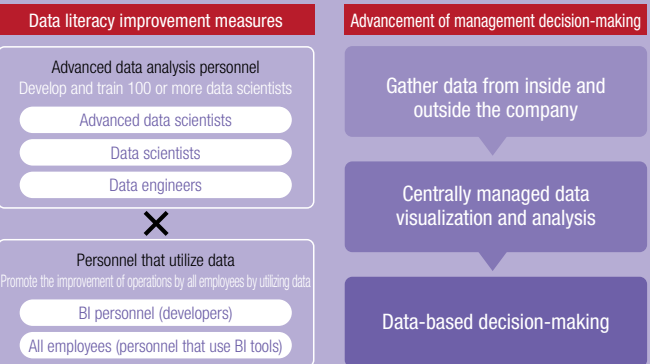 Data literacy improvement measures
Advanced data analysis personnel
Develop and train 100 or more data scientists
Advanced data scientists
Data scientists
Data engineers
×
Personnel that utilize data
Promote the improvement of operations by all employees by utilizing data
BI personnel (developers)
All employees (personnel that use BI tools)
Advancement of management decision-making
Gather data from inside and
outside the company
Centrally managed data
visualization and analysis
Data-based decision-making